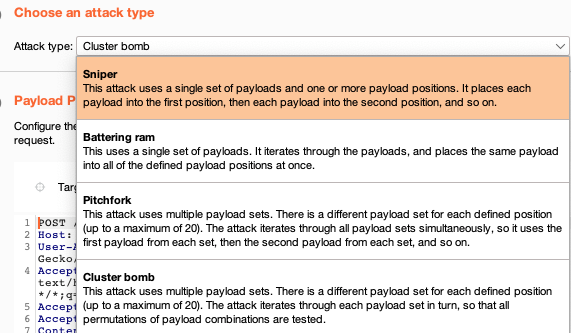 Choose an attack type
Attack type: Cluster bomb
Sniper
This attack uses a single set of payloads and one or more payload positions. It places each
payload into the first position, then each payload into the second position, and so on.
Payload P
Configure the
request.
Battering ram
This uses a single set of payloads. It iterates through the payloads, and places the same payload
into all of the defined payload positions at once.
Pitchfork
This attack uses multiple payload sets. There is a different payload set for each defined position
(up to a maximum of 20). The attack iterates through all payload sets simultaneously, so it uses the
first payload from each set, then the second payload from each set, and so on.
Cluster bomb
This attack uses multiple payload sets. There is a different payload set for each defined position
(up to a maximum of 20). The attack iterates through each payload set in turn, so that all
permutations of payload combinations are tested.
1 POST /
2 Host:
3
Gecko/
4 Accept
text/h
*/*;q=
5 Accept
6 Accept
7